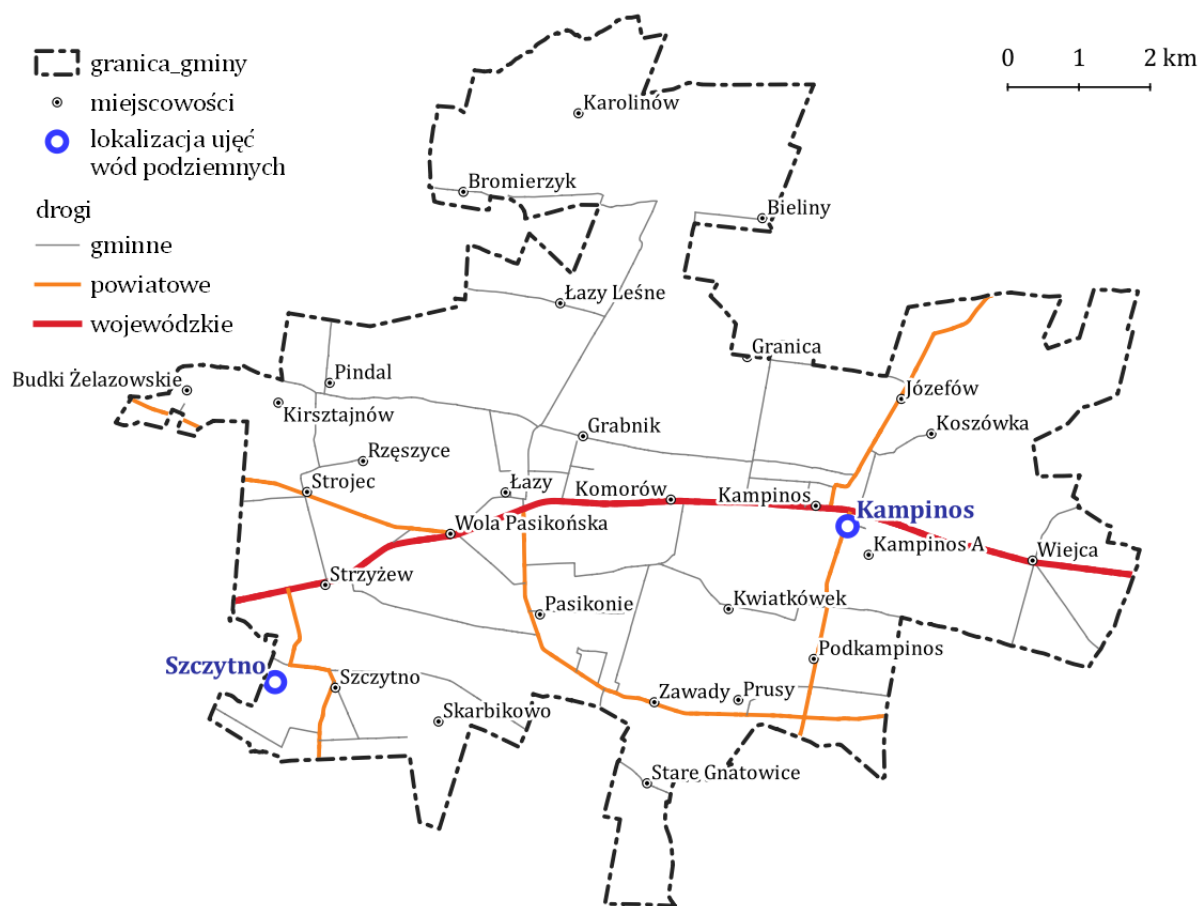 granica_gminy
miejscowości
lokalizacja ujęć
wód podziemnych
drogi
gminne
powiatowe
wojewódzkie
0 1 2 km
Karolinów
Bromierzyk
Bieliny
Łazy Leśne
Granica
Pindal
Budki Żelazowskie
Józefów
Kirsztajnów
Grabnik
Koszówka
Rzęszyce
Strojec
Łazy
Komorów
Kampinos
Kampinos
Wola Pasikońska
Kampinos A
Wiejca
Strzyżew
Pasikonie
Kwiatkówek
Podkampinos
Szczytno
Szczytno
Zawady
Prusy
Skarbikowo
Stare Gnatowice